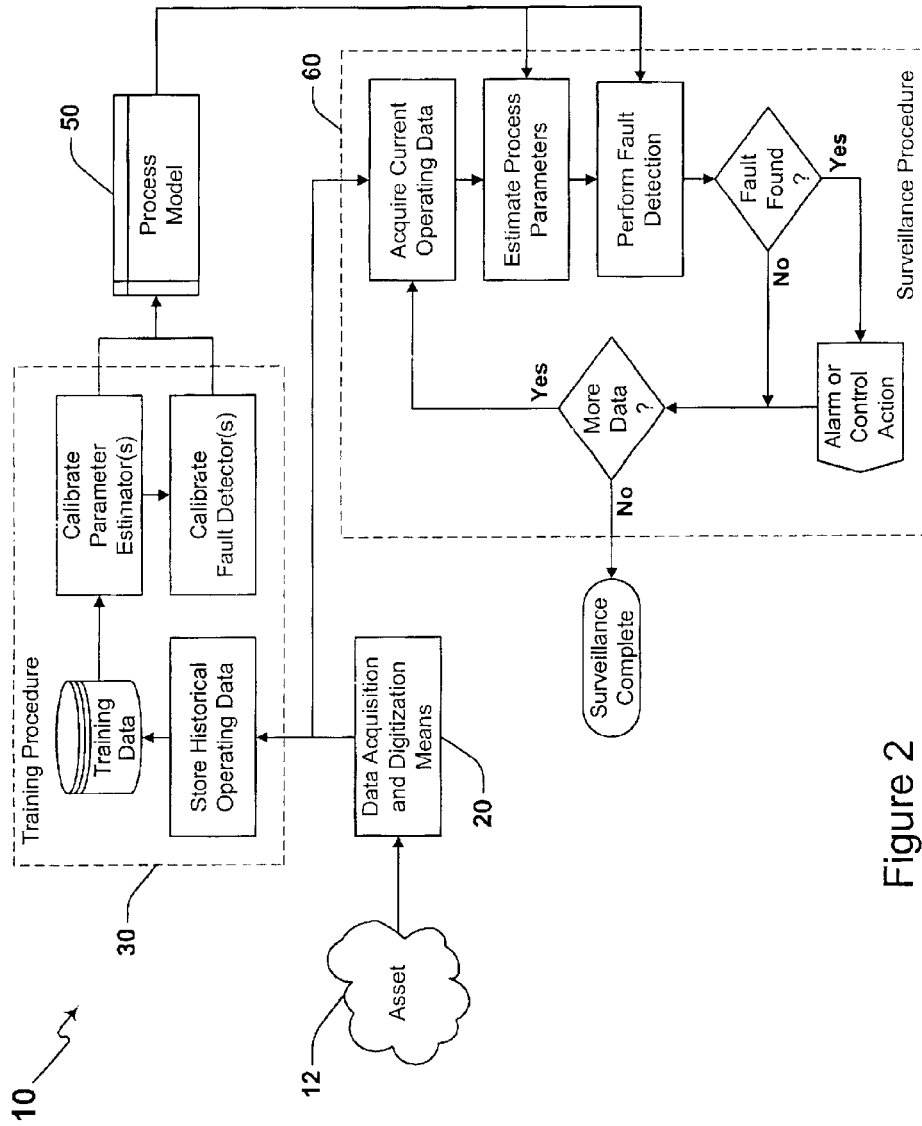 10
Training Procedure
30
Training
Data
Store Historical
Operating Data
Calibrate
Parameter
Estimator(s)
Calibrate
Fault Detector(s)
50
Process
Model
12
Asset
Data Acquisition
and Digitization
Means
20
60
Acquire Current
Operating Data
Estimate Process
Parameters
Perform Fault
Detection
Fault
Found
?
Yes
No
Alarm or
Control
Action
More
Data
?
Yes
No
Surveillance
Complete
Surveillance Procedure
Figure 2